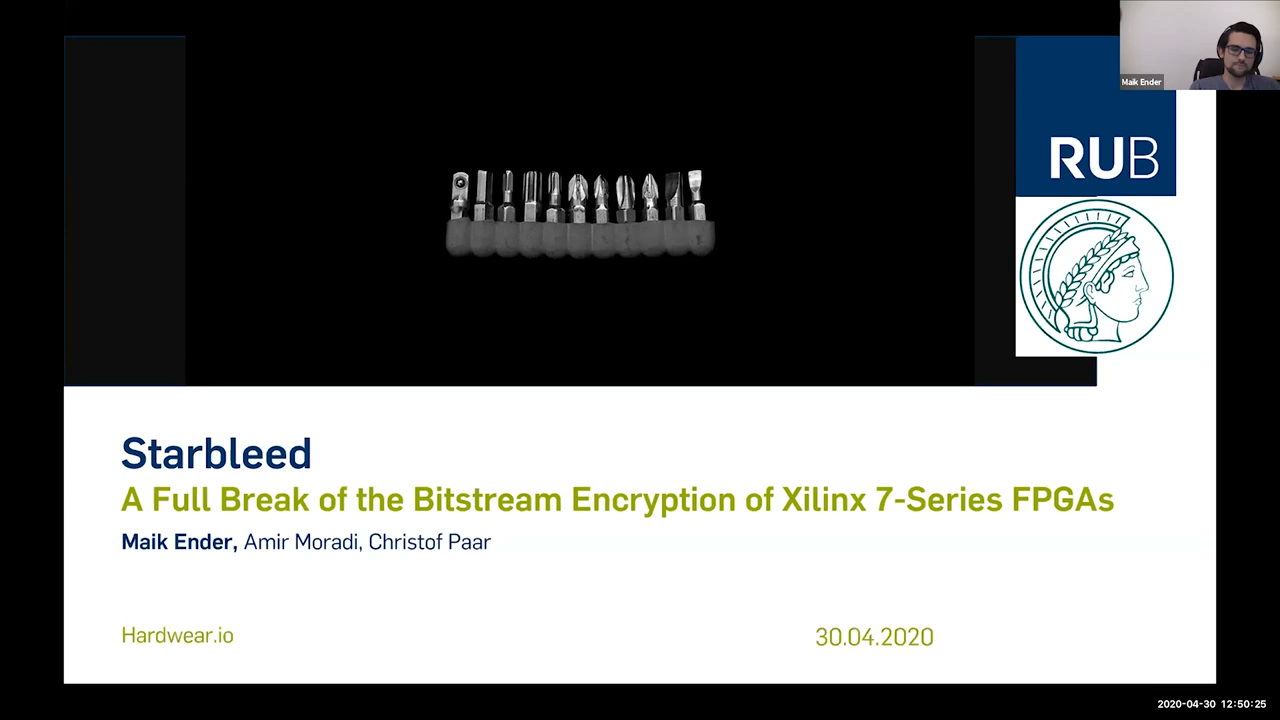 Maik Ender
RUB
Starbleed
A Full Break of the Bitstream Encryption of Xilinx 7-Series FPGAs
Maik Ender, Amir Moradi, Christof Paar
Hardwear.io
30.04.2020
2020-04-30 12:50:25